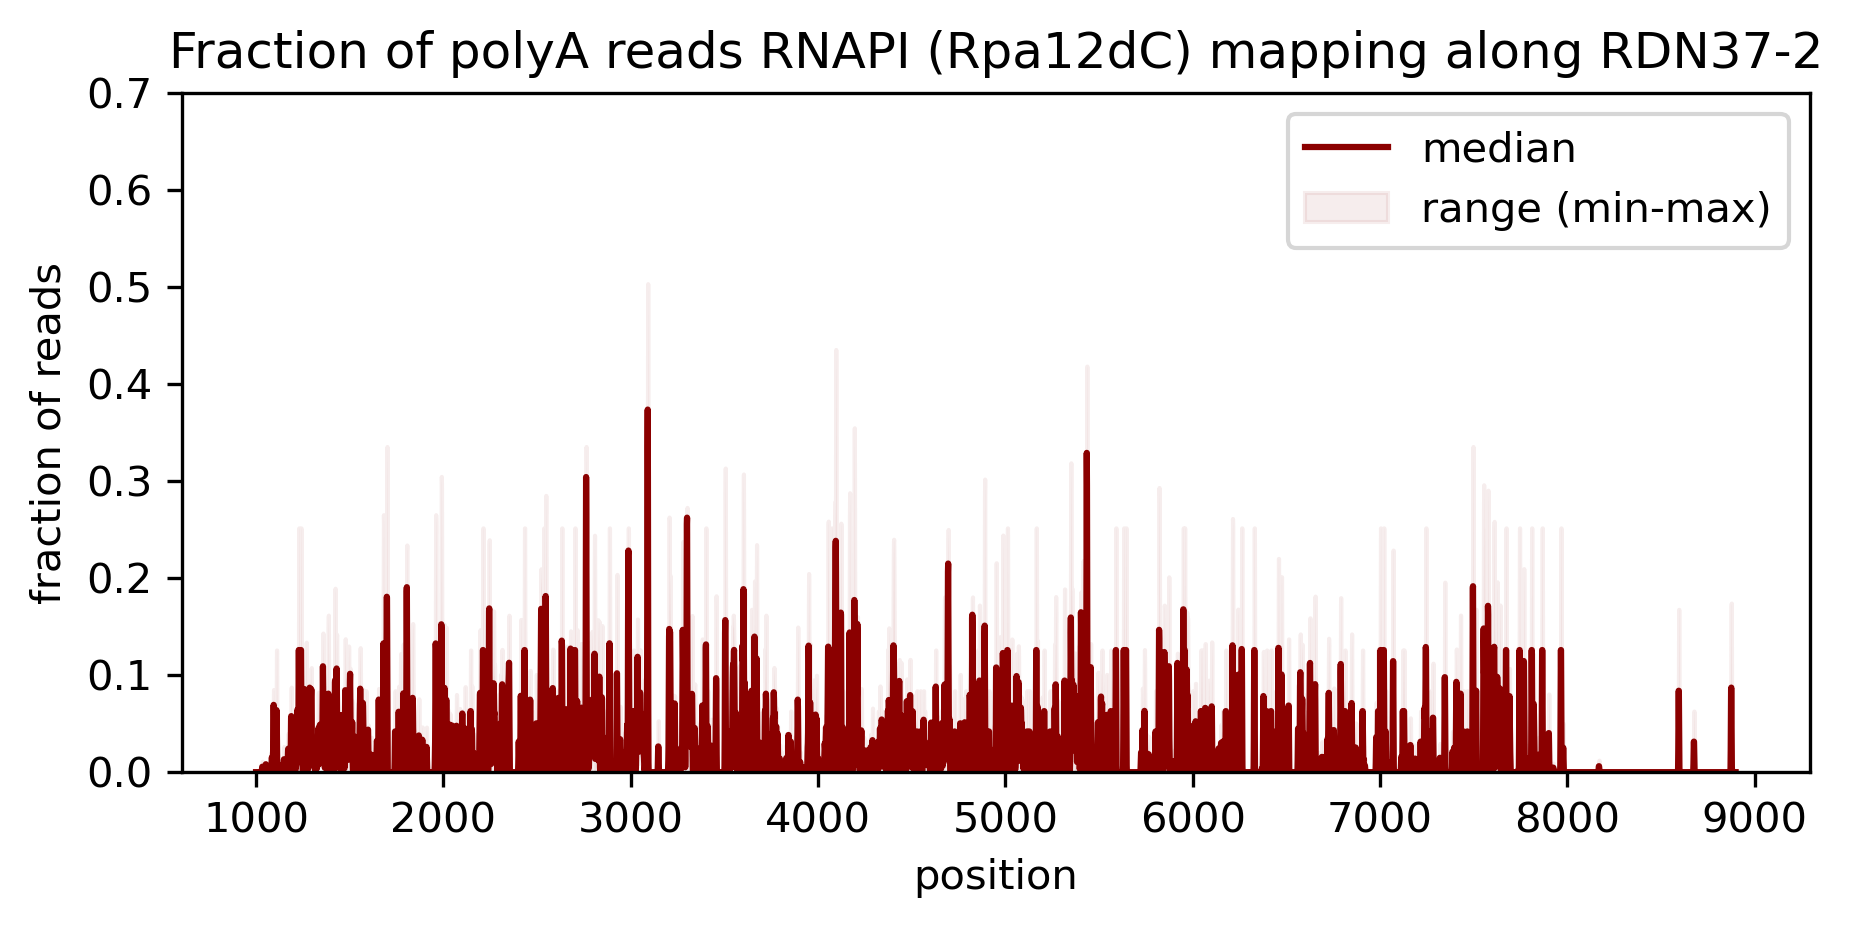 Fraction of polyA reads RNAPI (Rpa12dC) mapping along RDN37-2
0.7
0.6
0.5
0.4
0.3
0.2
0.1
0.0
fraction of reads
median
range (min-max)
1000 2000 3000 4000 5000 6000 7000 8000 9000
position